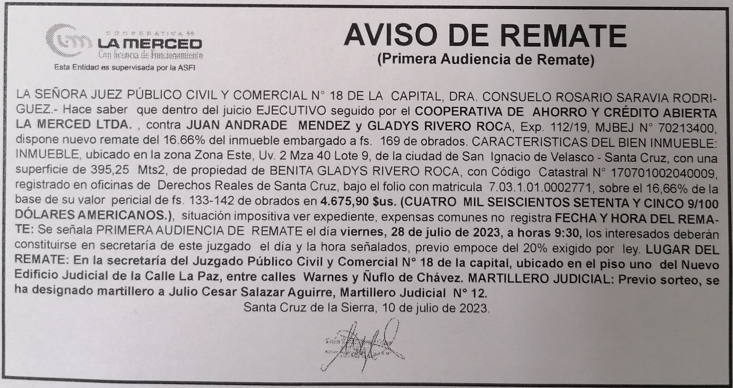 COOPERATIVA
LA MERCED
Con licencia de Funcionamiento
Esta Entidad es supervisada por la ASFI
AVISO DE REMATE
(Primera Audiencia de Remate)
LA SEÑORA JUEZ PÚBLICO CIVIL Y COMERCIAL N° 18 DE LA CAPITAL, DRA. CONSUELO ROSARIO SARAVIA RODRI-
GUEZ.- Hace saber que dentro del juicio EJECUTIVO seguido por el COOPERATIVA DE AHORRO Y CRÉDITO ABIERTA
LA MERCED LTDA. , contra JUAN ANDRADE MENDEZ y GLADYS RIVERO ROCA, Exp. 112/19, MJBEJ N° 70213400,
dispone nuevo remate del 16.66% del inmueble embargado a fs. 169 de obrados. CARACTERISTICAS DEL BIEN INMUEBLE:
INMUEBLE, ubicado en la zona Zona Este, Uv. 2 Mza 40 Lote 9, de la ciudad de San Ignacio de Velasco - Santa Cruz, con una
superficie de 395,25 Mts2, de propiedad de BENITA GLADYS RIVERO ROCA, con Código Catastral N° 170701002040009,
registrado en oficinas de Derechos Reales de Santa Cruz, bajo el folio con matricula 7.03.1.01.0002771, sobre el 16,66% de la
base de su valor pericial de fs. 133-142 de obrados en 4.675,90 $us. (CUATRO MIL SEISCIENTOS SETENTA Y CINCO 9/100
DÓLARES AMERICANOS.), situación impositiva ver expediente, expensas comunes no registra FECHA Y HORA DEL REMA-
TE: Se señala PRIMERA AUDIENCIA DE REMATE el día viernes, 28 de julio de 2023, a horas 9:30, los interesados deberán
constituirse en secretaría de este juzgado el día y la hora señalados, previo empoce del 20% exigido por ley. LUGAR DEL
REMATE: En la secretaría del Juzgado Público Civil y Comercial N° 18 de la capital, ubicado en el piso uno del Nuevo
Edificio Judicial de la Calle La Paz, entre calles Warnes y Ñuflo de Chávez. MARTILLERO JUDICIAL: Previo sorteo, se
ha designado martillero a Julio Cesar Salazar Aguirre, Martillero Judicial N° 12.
Santa Cruz de la Sierra, 10 de julio de 2023.